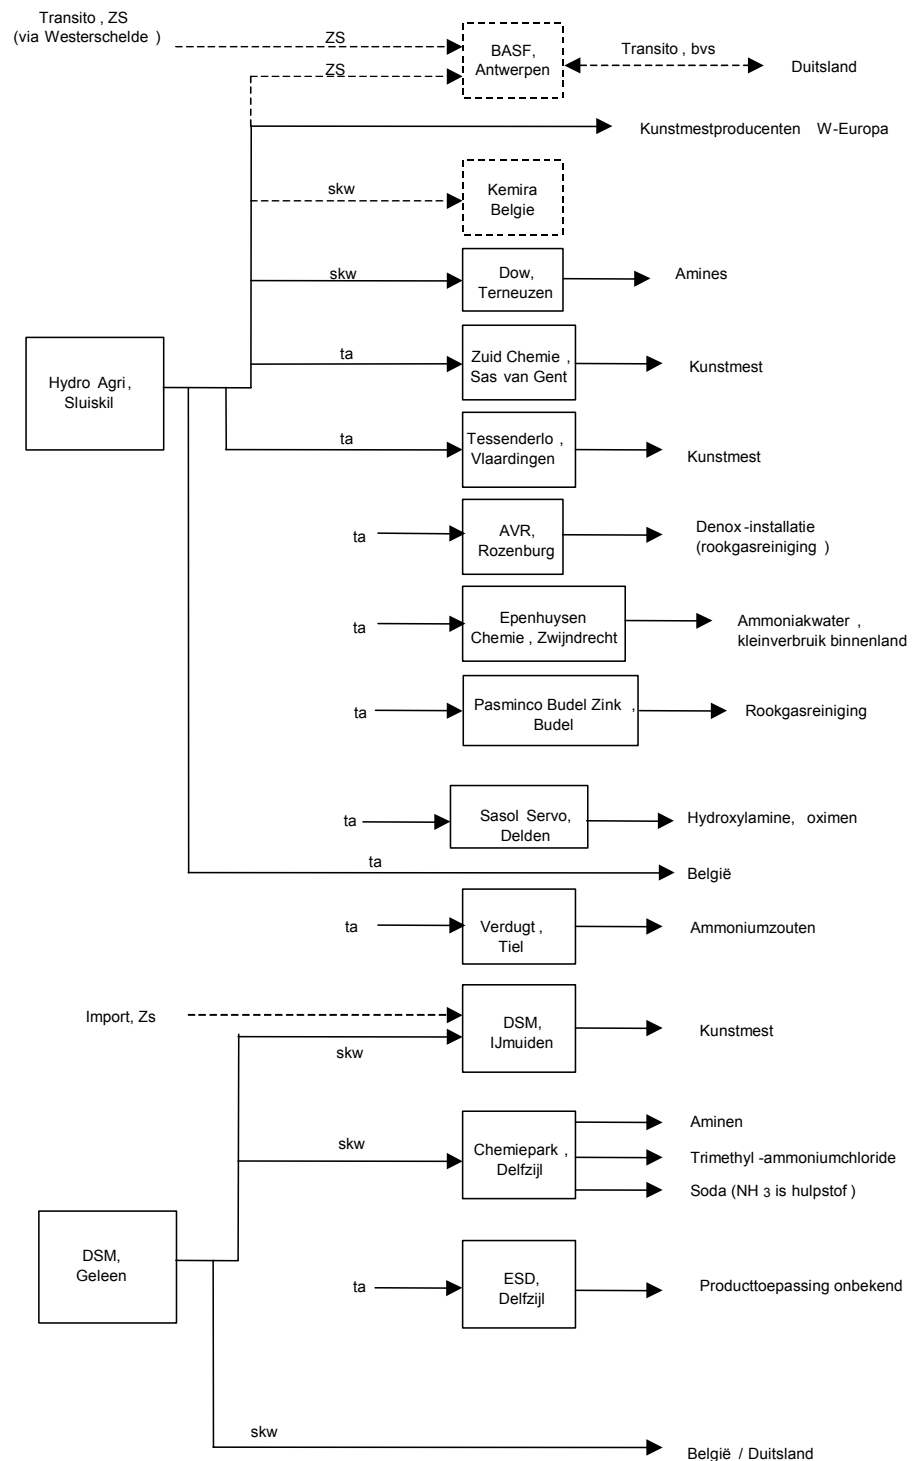 Transito , ZS
(via Westerschelde )
ZS
ZS
BASF,
Antwerpen
Transito , bvs
Duitsland
Kunstmestproducenten W-Europa
skw
Kemira
Belgie
skw
Dow,
Terneuzen
Amines
Hydro Agri,
Sluiskil
ta
Zuid Chemie ,
Sas van Gent
Kunstmest
ta
Tessenderlo ,
Vlaardingen
Kunstmest
ta
AVR,
Rozenburg
Denox-installatie
(rookgasreiniging )
ta
Epenhuysen
Chemie , Zwijndrecht
Ammoniakwater ,
kleinverbruik binnenland
ta
Pasminco Budel Zink ,
Budel
Rookgasreiniging
ta
Sasol Servo,
Delden
Hydroxylamine, oximen
ta
België
ta
Verdugt ,
Tiel
Ammoniumzouten
Import, Zs
skw
DSM,
IJmuiden
Kunstmest
skw
Chemiepark ,
Delfzijl
Aminen
Trimethyl -ammoniumchloride
Soda (NH 3 is hulpstof )
DSM,
Geleen
ta
ESD,
Delfzijl
Producttoepassing onbekend
skw
België / Duitsland